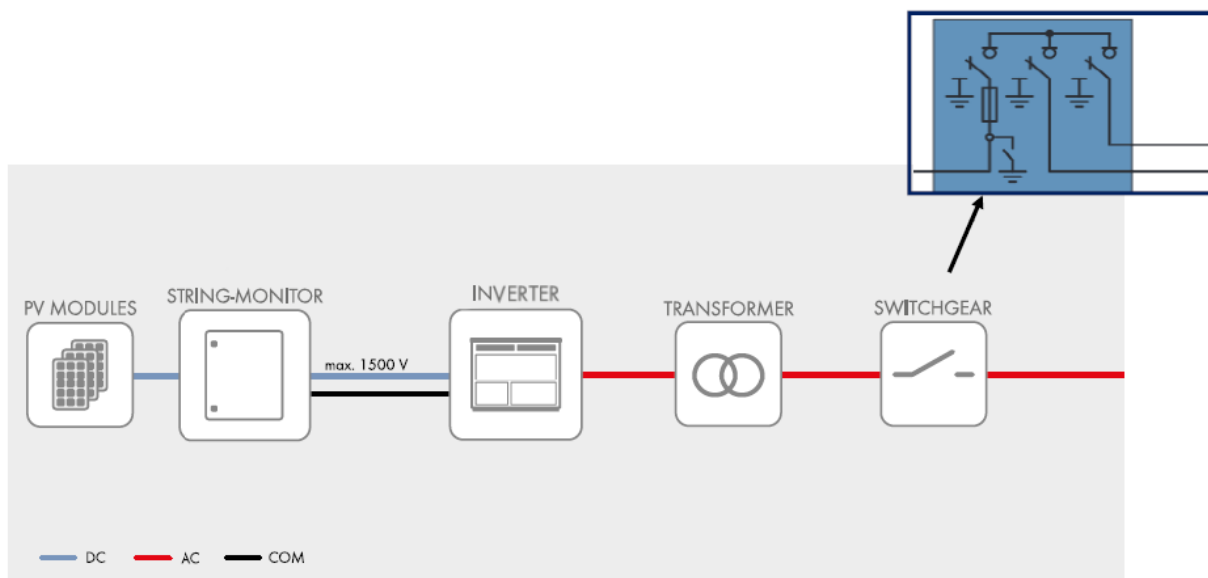 PV MODULES
STRING-MONITOR
INVERTER
TRANSFORMER
SWITCHGEAR
max. 1500 V
DC
AC
COM